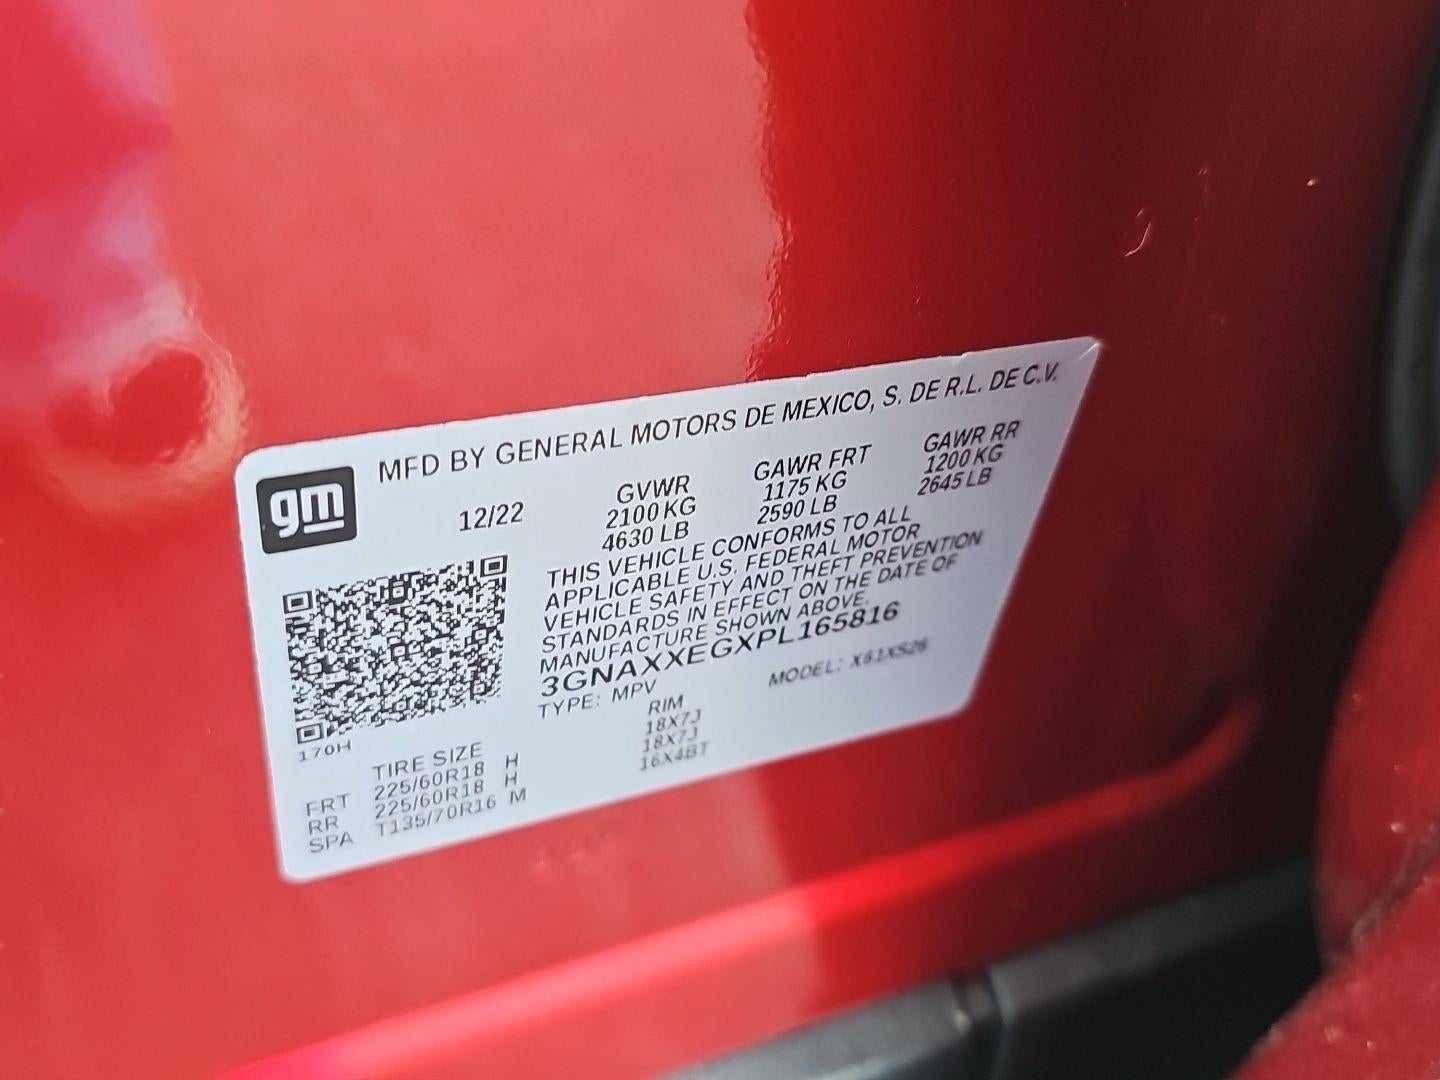 MFD BY GENERAL MOTORS DE MEXICO, S. DE R.L. DE C.V.
gm
12/22
GVWR
2100 KG
4630 LB
GAWR FRT
1175 KG
2590 LB
GAWR RR
1200 KG
2645 LB
THIS VEHICLE CONFORMS TO ALL
APPLICABLE U.S. FEDERAL MOTOR
VEHICLE SAFETY AND THEFT PREVENTION
STANDARDS IN EFFECT ON THE DATE OF
MANUFACTURE SHOWN ABOVE.
3GNAXXEGXPL165816
TYPE: MPV
MODEL: X61XS26
170H
TIRE SIZE
RIM
FRT 225/60R18 H 18X7J
RR 225/60R18 H 18X7J
SPA T135/70R16 M 16X4BT